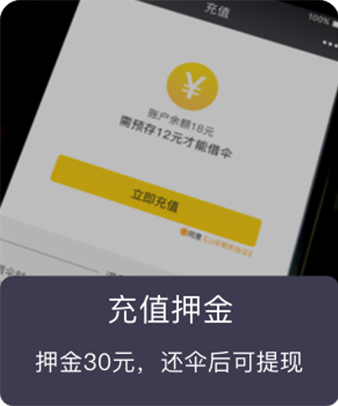 充值
100%
¥
账户余额18元
需预存12元才能借伞
立即充值
同意
充值押金
押金30元，还伞后可提现